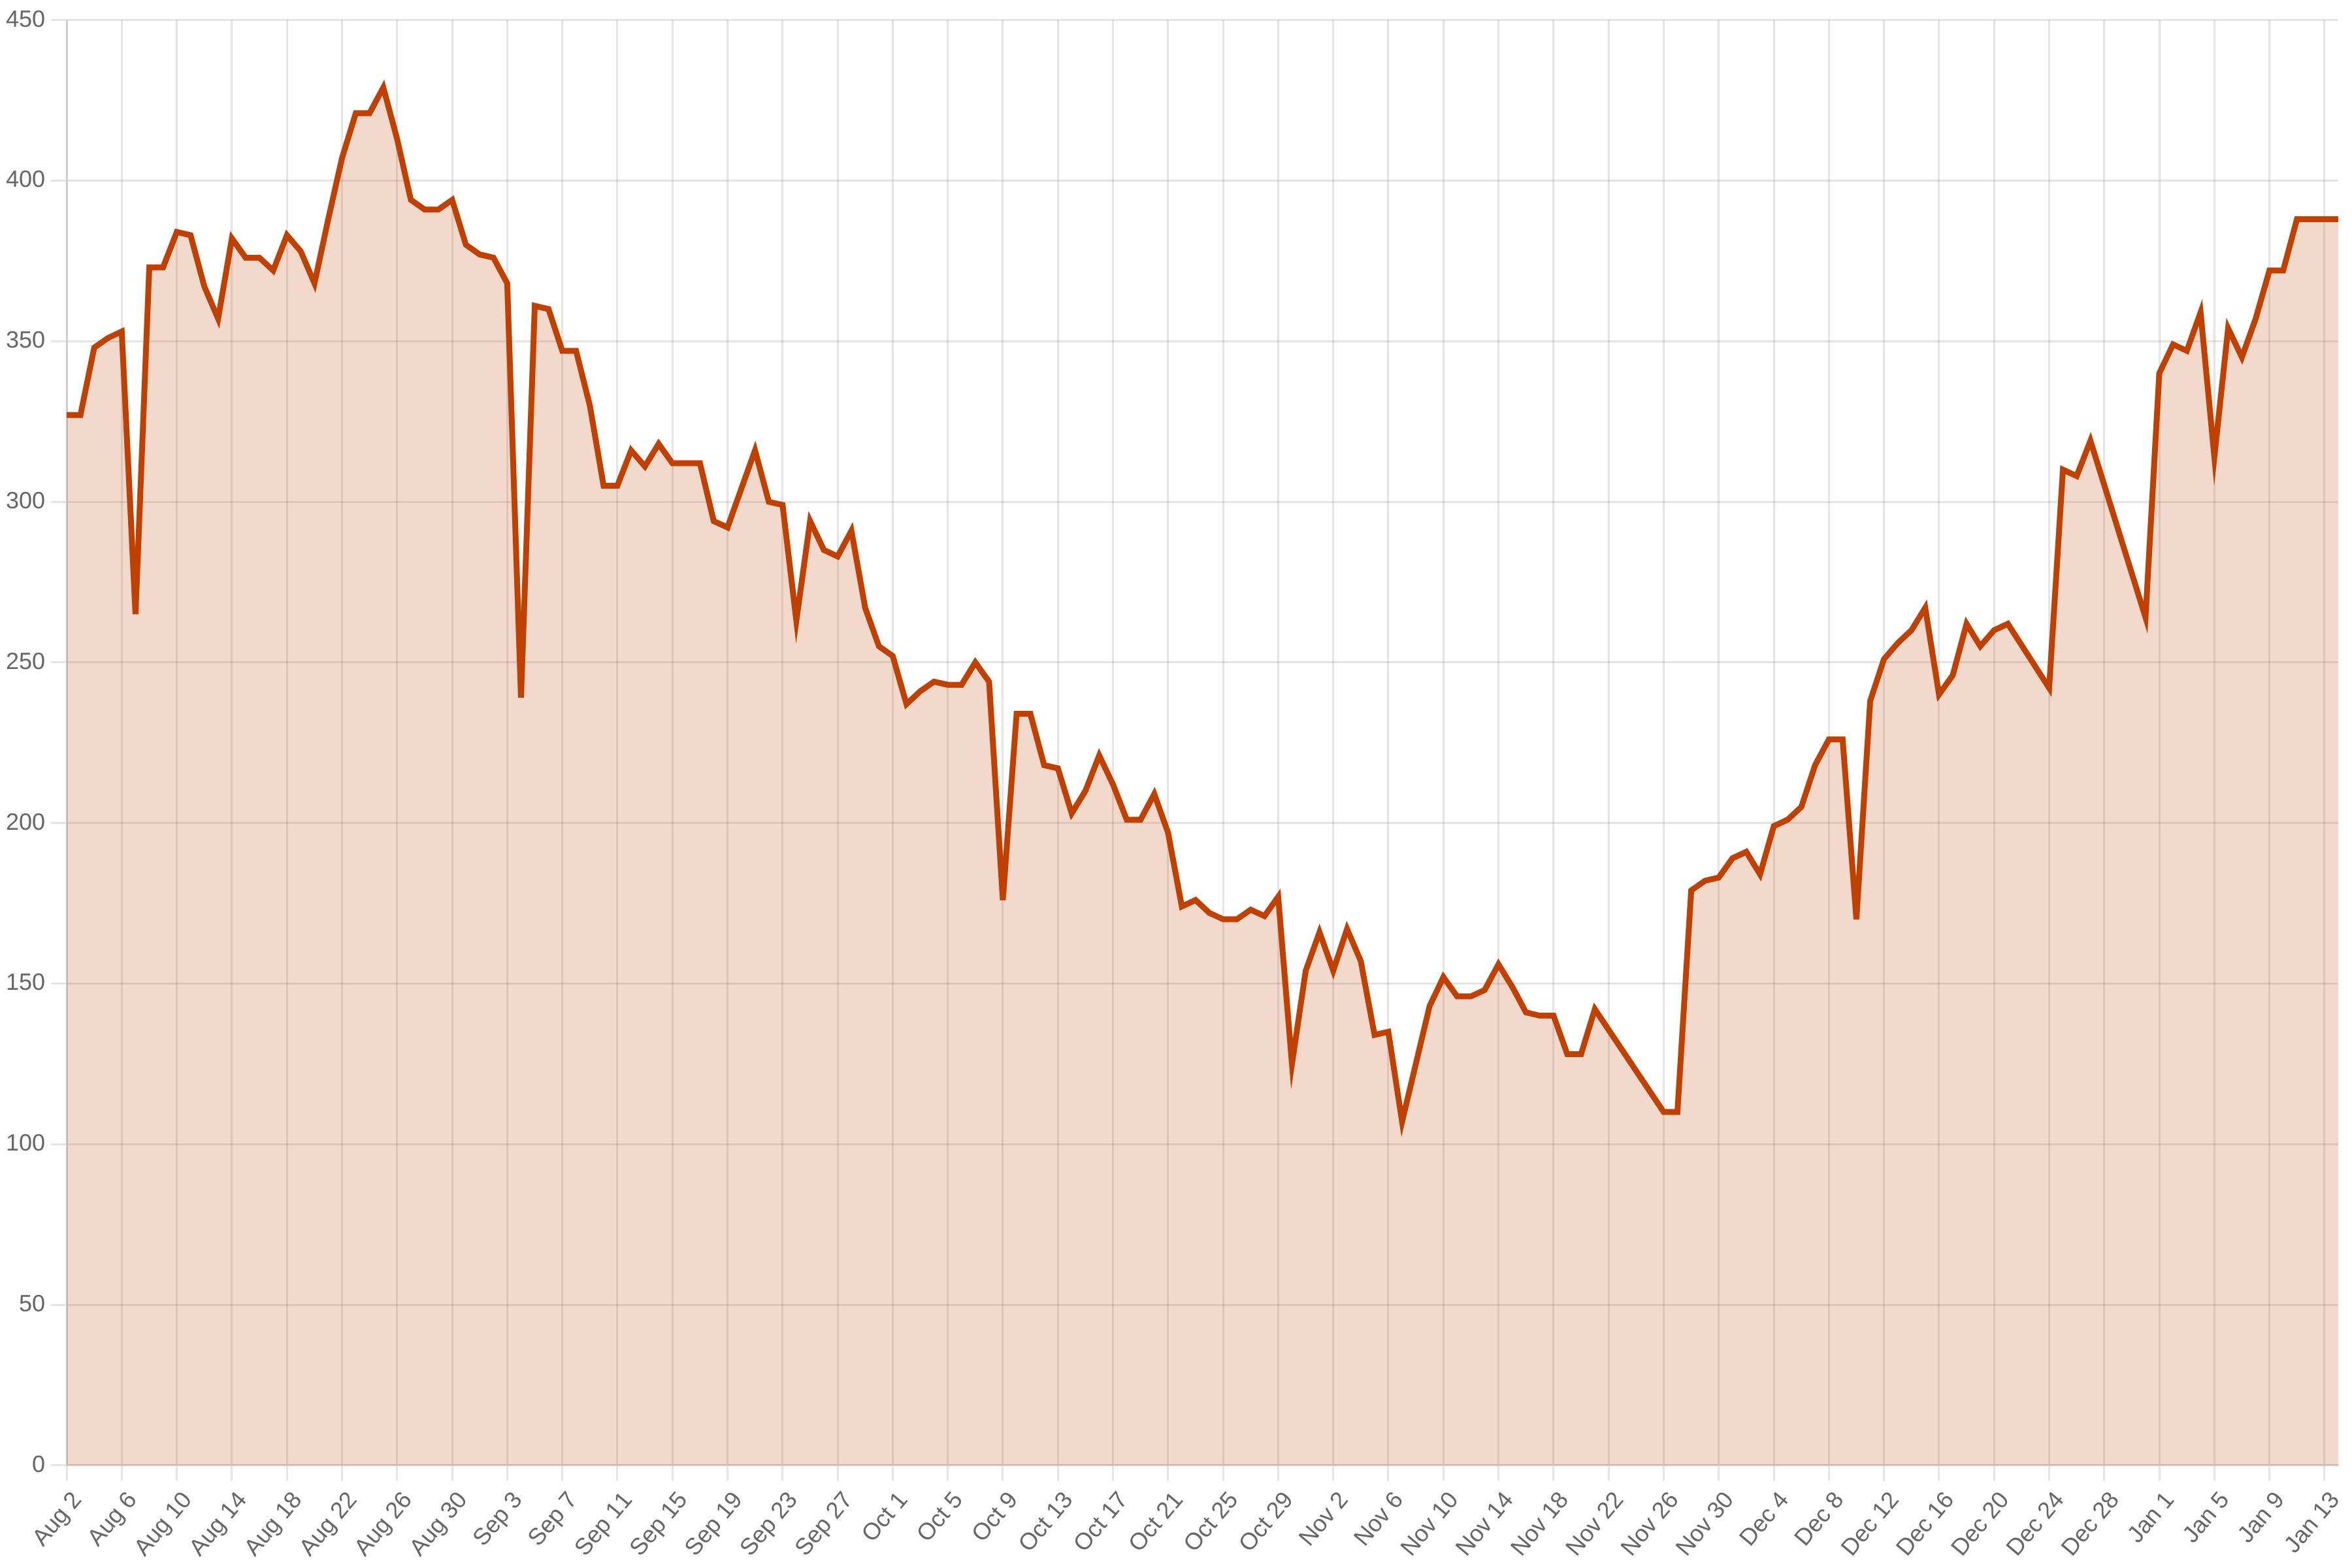 450
400
350
300
250
200
150
100
50
0
Aug 2
Aug 6
Aug 10
Aug 14
Aug 18
Aug 22
Aug 26
Aug 30
Sep 3
Sep 7
Sep 11
Sep 15
Sep 19
Sep 23
Sep 27
Oct 1
Oct 5
Oct 9
Oct 13
Oct 17
Oct 21
Oct 25
Oct 29
Nov 2
Nov 6
Nov 10
Nov 14
Nov 18
Nov 22
Nov 26
Nov 30
Dec 4
Dec 8
Dec 12
Dec 16
Dec 20
Dec 24
Dec 28
Jan 1
Jan 5
Jan 9
Jan 13